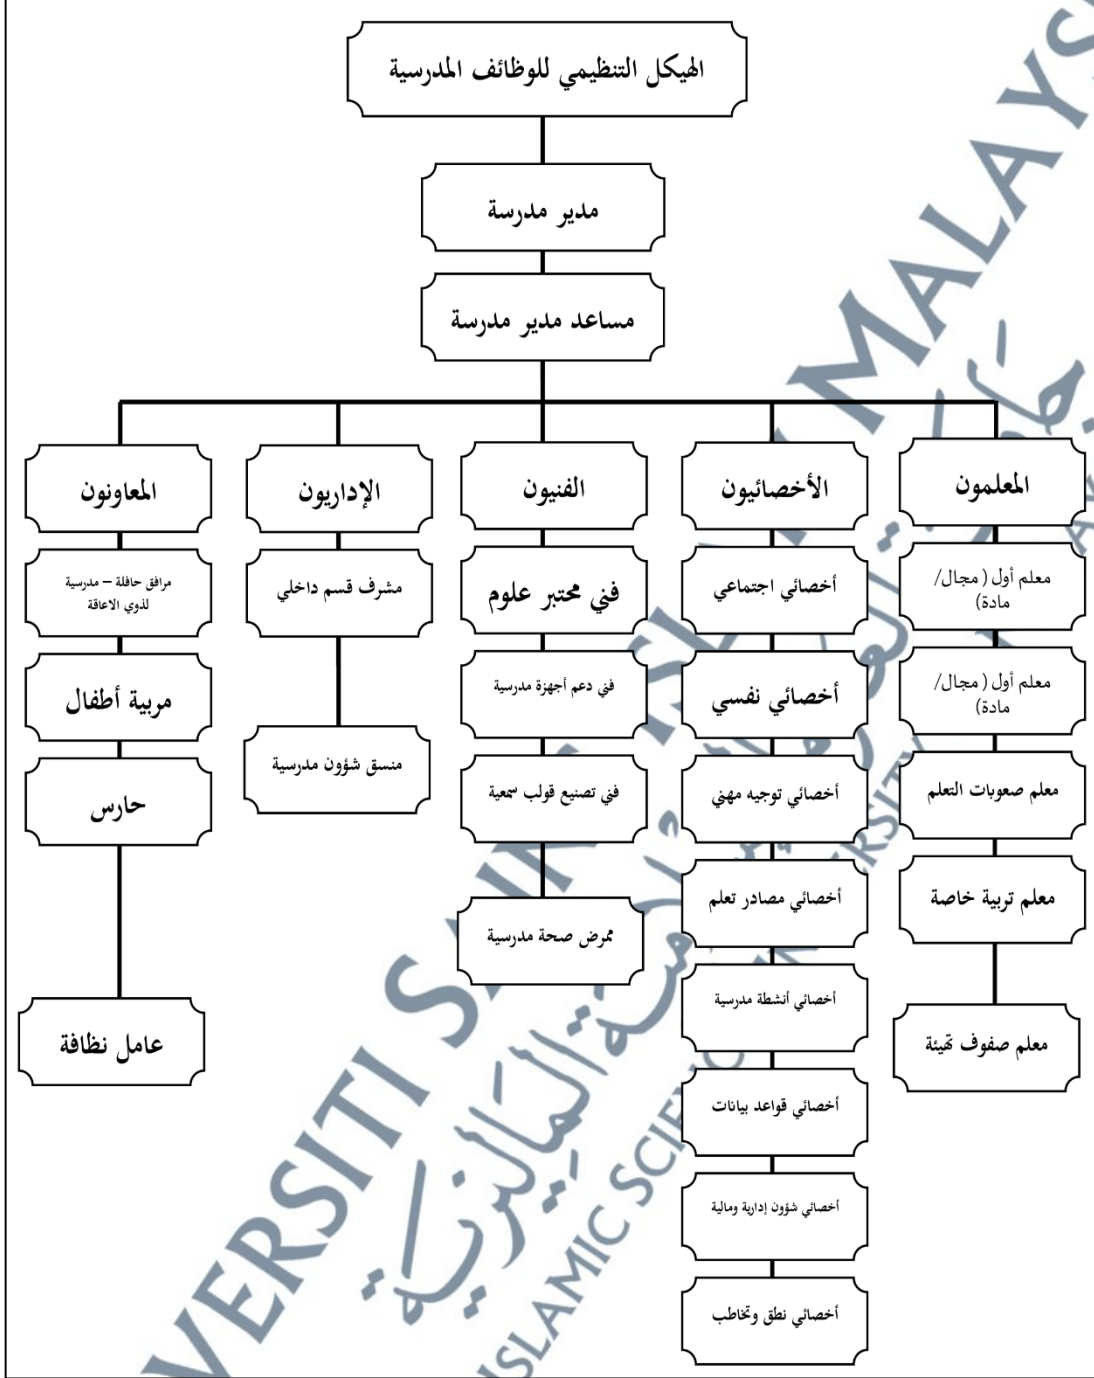 الهيكل التنظيمي للوظائف المدرسية
مدير مدرسة
مساعد مدير مدرسة
المعلمون
معلم أول ( مجال/
مادة)
معلم أول ( مجال/
مادة)
معلم صعوبات التعلم
معلم تربية خاصة
معلم صفوف تهيئة
الأخصائيون
أخصائي اجتماعي
أخصائي نفسي
أخصائي توجيه مهني
أخصائي مصادر تعلم
أخصائي أنشطة مدرسية
أخصائي قواعد بيانات
أخصائي شؤون إدارية ومالية
أخصائي نطق وتخاطب
الفنيون
فني مختبر علوم
فني دعم أجهزة مدرسية
فني تصنيع قولب سمعية
ممرض صحة مدرسية
الإداريون
مشرف قسم داخلي
منسق شؤون مدرسية
المعاونون
مرافق حافلة – مدرسية
لذوي الاعاقة
مربية أطفال
حارس
عامل نظافة